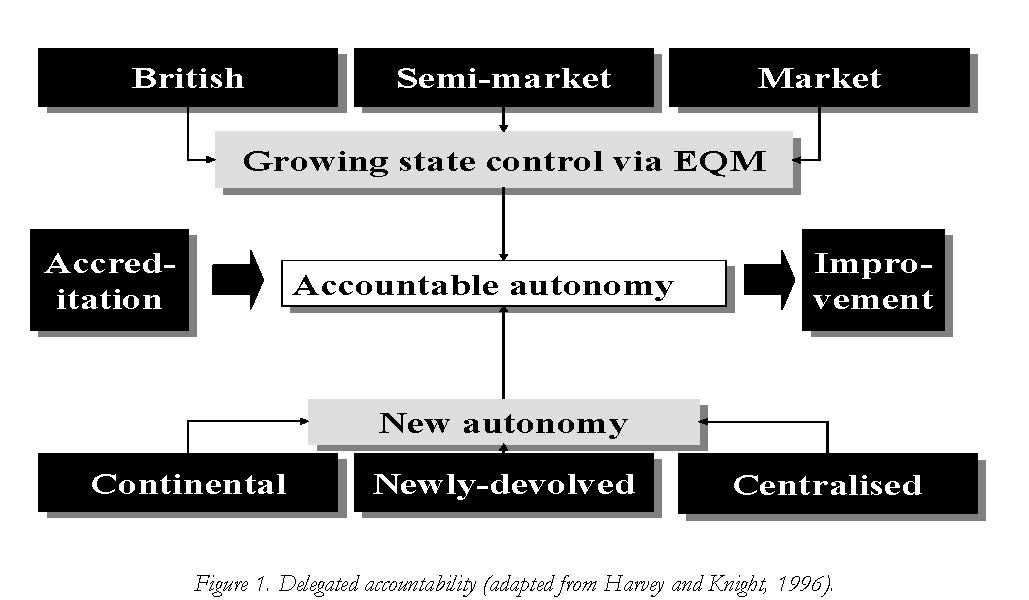 British
Semi-market
Market
Growing state control via EQM
Accred-
itation
Accountable autonomy
Impro-
vement
New autonomy
Continental
Newly-devolved
Centralised
Figure 1. Delegated accountability (adapted from Harvey and Knight, 1996).